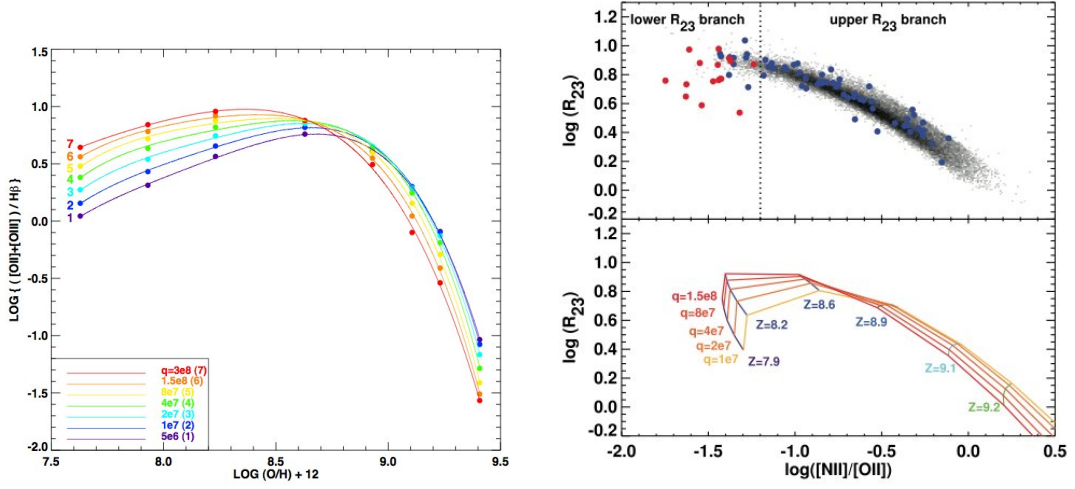 1.5
1.0
0.5
0.0
-0.5
-1.0
-1.5
-2.0
LOG { ([OII]+[OIII] ) / Hβ }
7
6
5
4
3
2
1
q=3e8 (7)
1.5e8 (6)
8e7 (5)
4e7 (4)
2e7 (3)
1e7 (2)
5e6 (1)
7.5 8.0 8.5 9.0 9.5
LOG (O/H) + 12
lower R23 branch upper R23 branch
1.2
1.0
0.8
0.6
0.4
0.2
0.0
-0.2
log (R23)
1.2
1.0
0.8
0.6
0.4
0.2
0.0
-0.2
log (R23)
q=1.5e8
q=8e7
q=4e7
q=2e7
q=1e7
Z=7.9
Z=8.2
Z=8.6
Z=8.9
Z=9.1
Z=9.2
-2.0 -1.5 -1.0 -0.5 0.0 0.5
log([NII]/[OII])